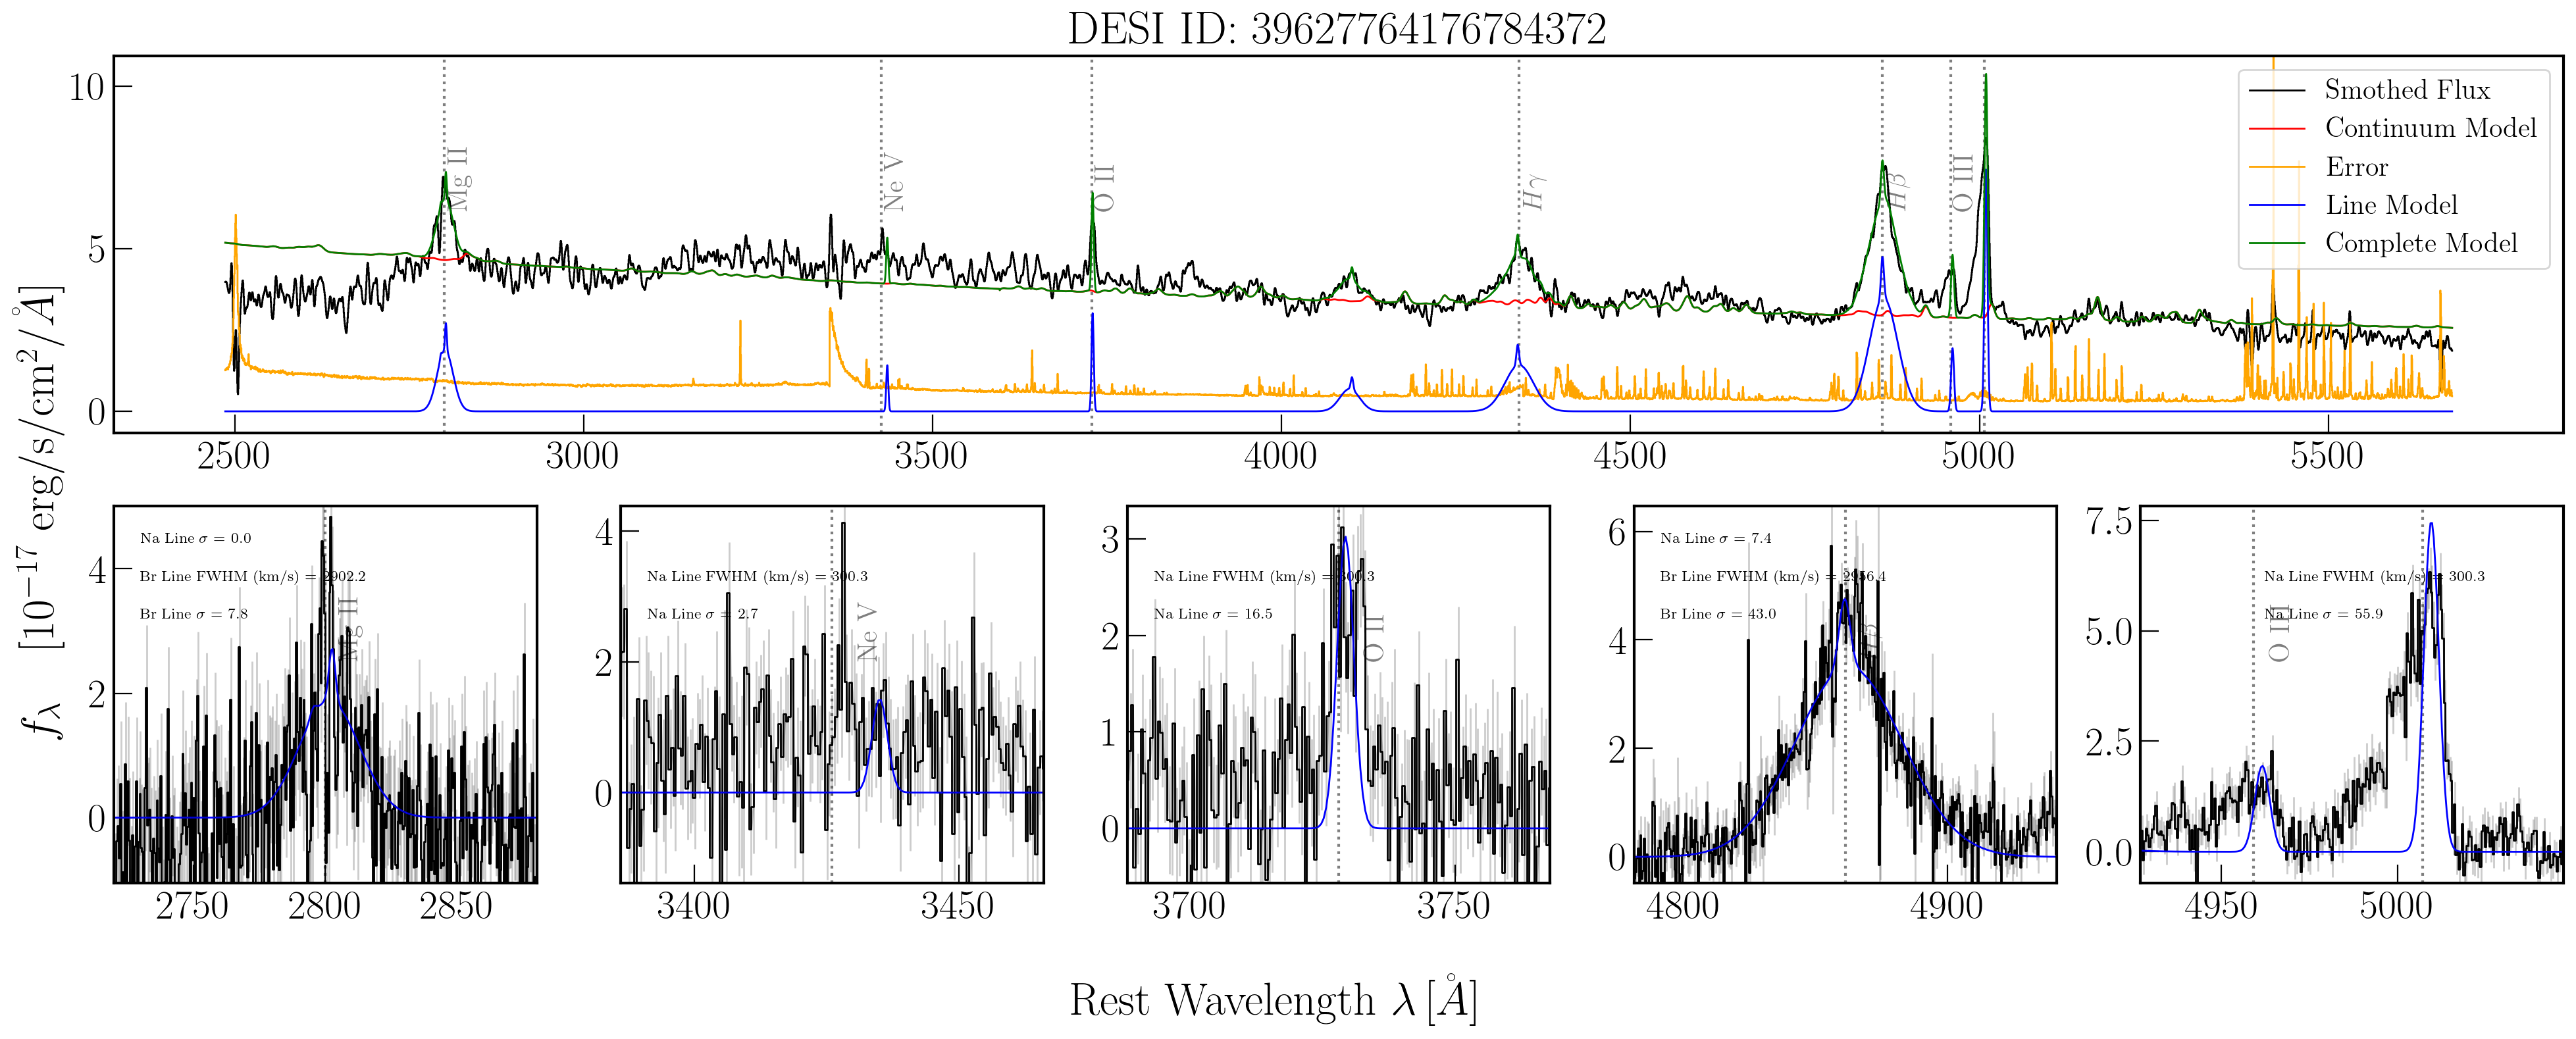 DESI ID: 39627764176784372
10
5
0
Mg II
Ne V
O II
Hγ
Hβ
O III
Smothed Flux
Continuum Model
Error
Line Model
Complete Model
2500 3000 3500 4000 4500 5000 5500
f_λ [10^{-17} erg/s/cm^2/Å]
4
2
0
Na Line σ = 0.0
Br Line FWHM (km/s) = 2902.2
Br Line σ = 7.8
Mg II
2750 2800 2850
4
2
0
Na Line FWHM (km/s) = 300.3
Na Line σ = 2.7
Ne V
3400 3450
3
2
1
0
Na Line FWHM (km/s) = 300.3
Na Line σ = 16.5
O II
3700 3750
6
4
2
0
Na Line σ = 7.4
Br Line FWHM (km/s) = 2956.4
Br Line σ = 43.0
Hβ
4800 4900
7.5
5.0
2.5
0.0
Na Line FWHM (km/s) = 300.3
Na Line σ = 55.9
O III
4950 5000
Rest Wavelength λ [Å]